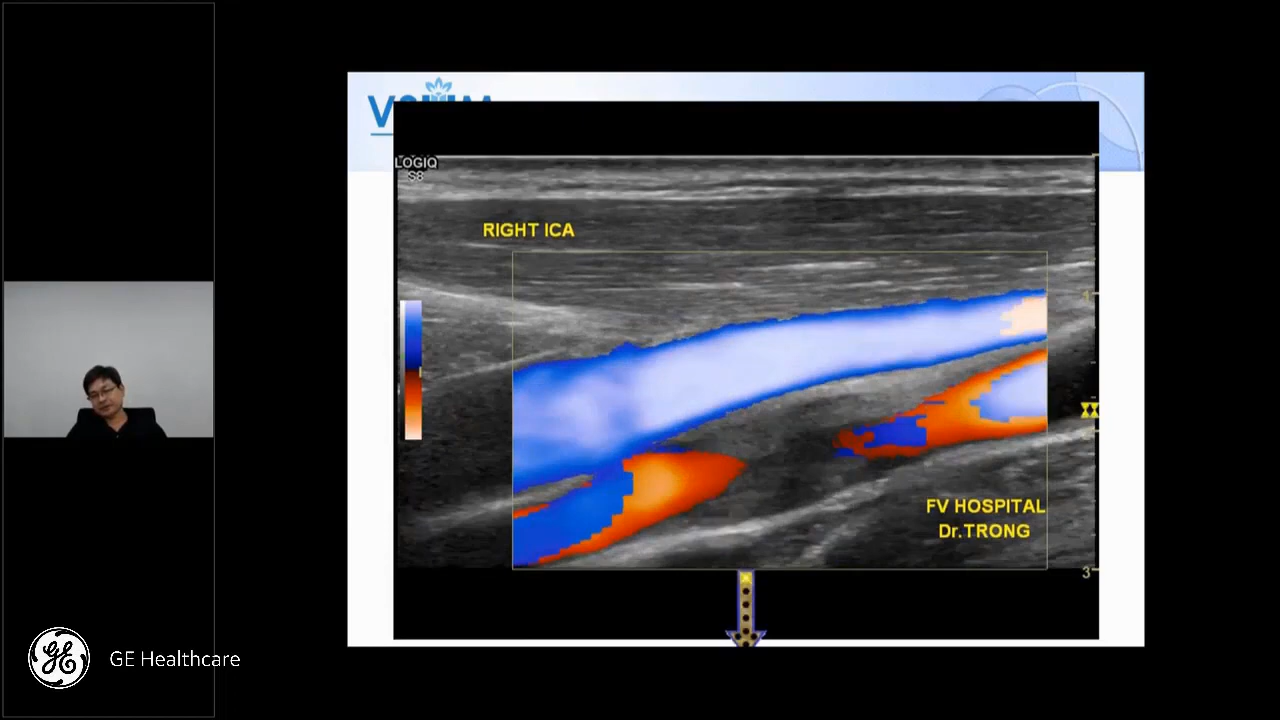 LOGIQ
S8
RIGHT ICA
FV HOSPITAL
Dr.TRONG
3
GE Healthcare